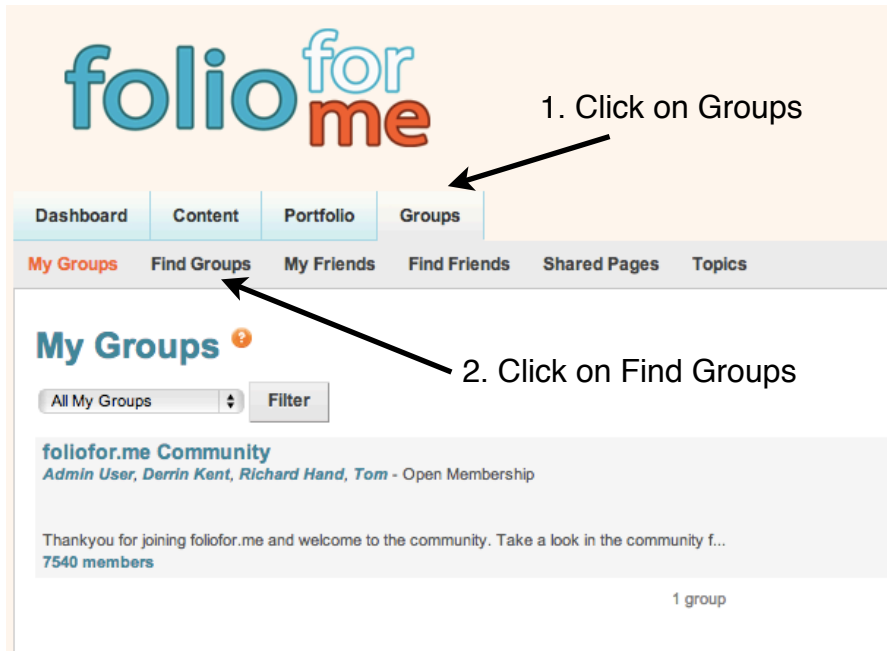 folio for me
1. Click on Groups
Dashboard Content Portfolio Groups
My Groups Find Groups My Friends Find Friends Shared Pages Topics
My Groups ?
2. Click on Find Groups
All My Groups Filter
foliofor.me Community
Admin User, Derrin Kent, Richard Hand, Tom - Open Membership
Thankyou for joining foliofor.me and welcome to the community. Take a look in the community f...
7540 members
1 group